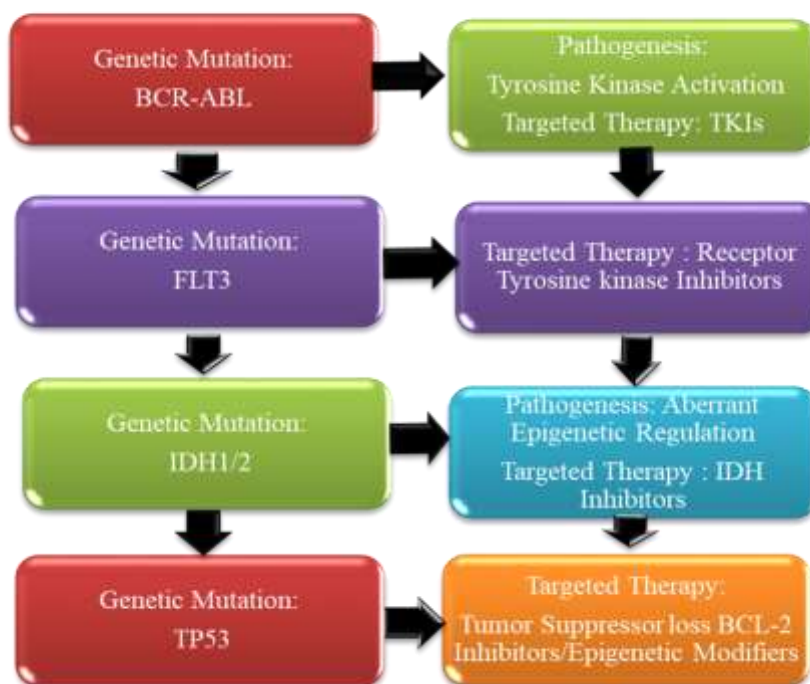 Genetic Mutation:
BCR-ABL
Pathogenesis:
Tyrosine Kinase Activation
Targeted Therapy: TKIs
Genetic Mutation:
FLT3
Targeted Therapy : Receptor
Tyrosine kinase Inhibitors
Genetic Mutation:
IDH1/2
Pathogenesis: Aberrant
Epigenetic Regulation
Targeted Therapy : IDH
Inhibitors
Genetic Mutation:
TP53
Targeted Therapy:
Tumor Suppressor loss BCL-2
Inhibitors/Epigenetic Modifiers